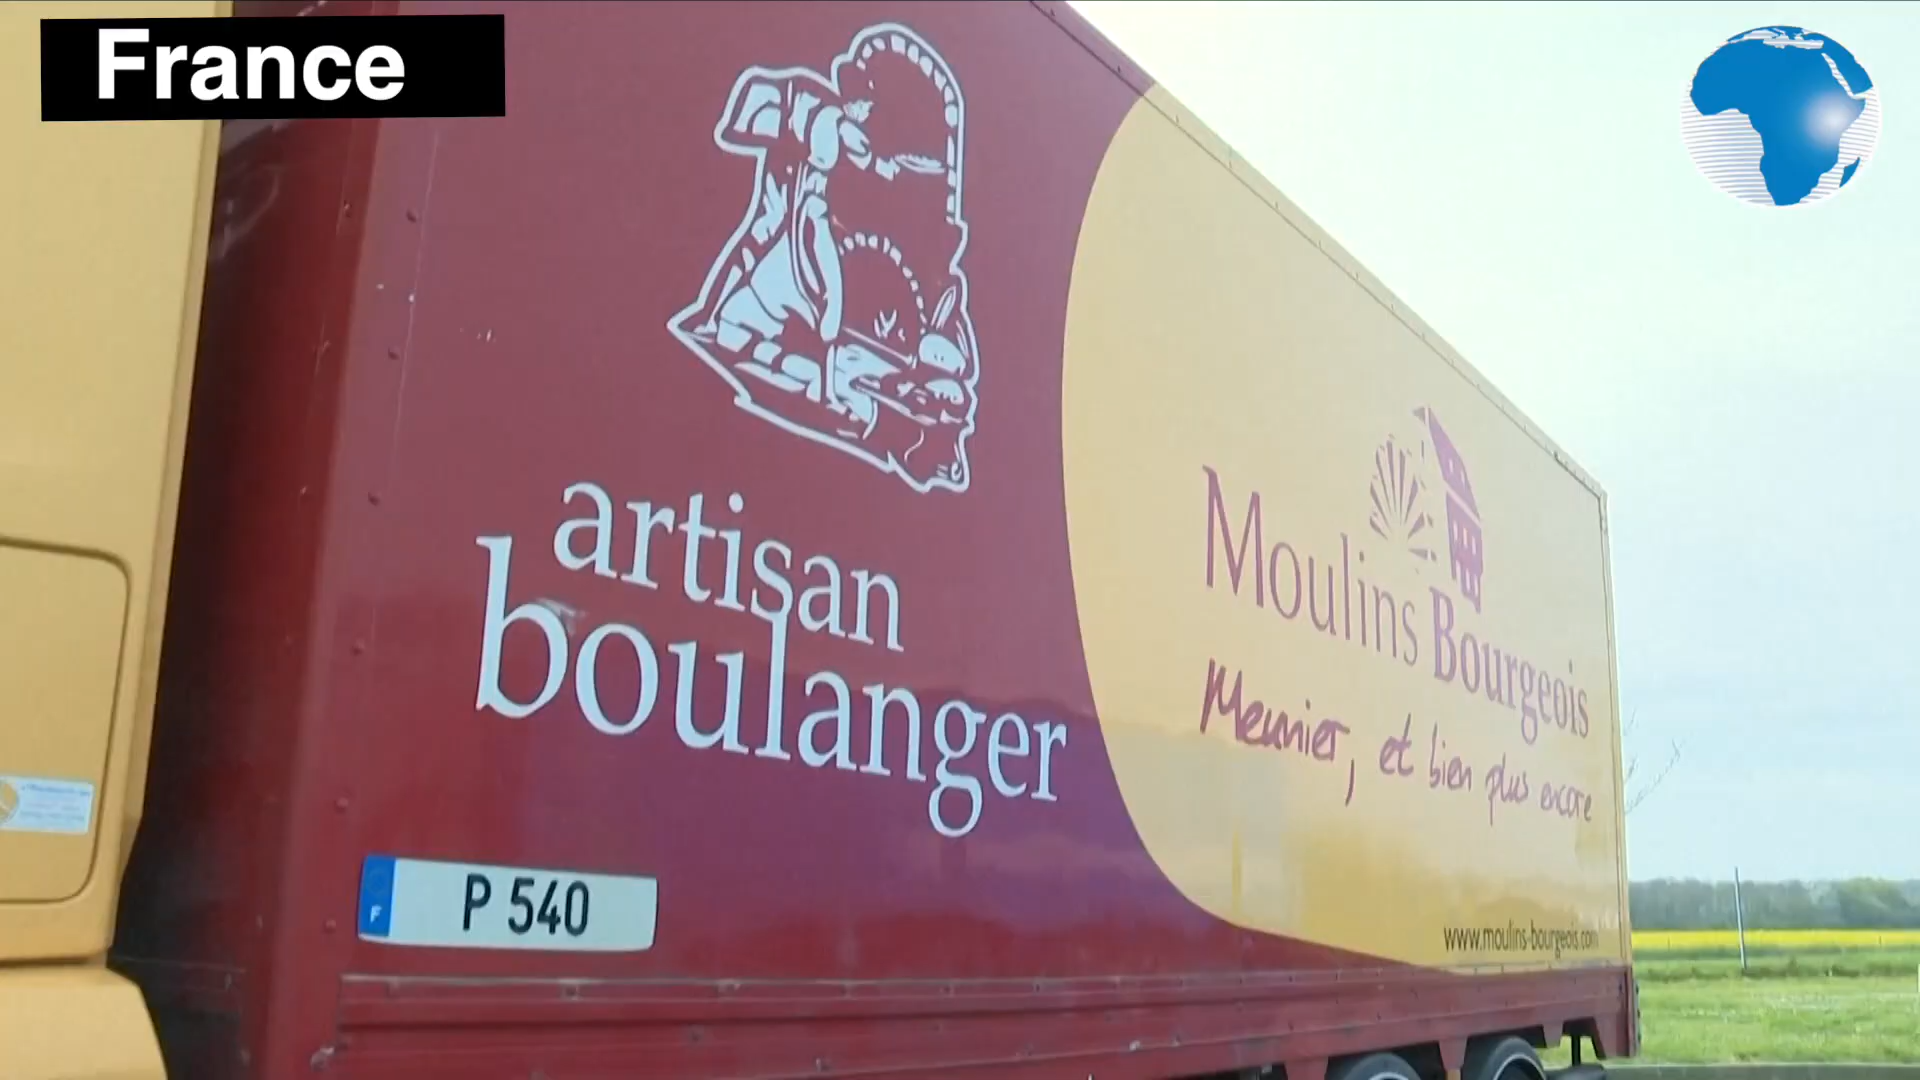 France
artisan
boulanger
Moulins Bourgeois
Meunier, et bien plus encore
F
P 540
www.moulins-bourgeois.com